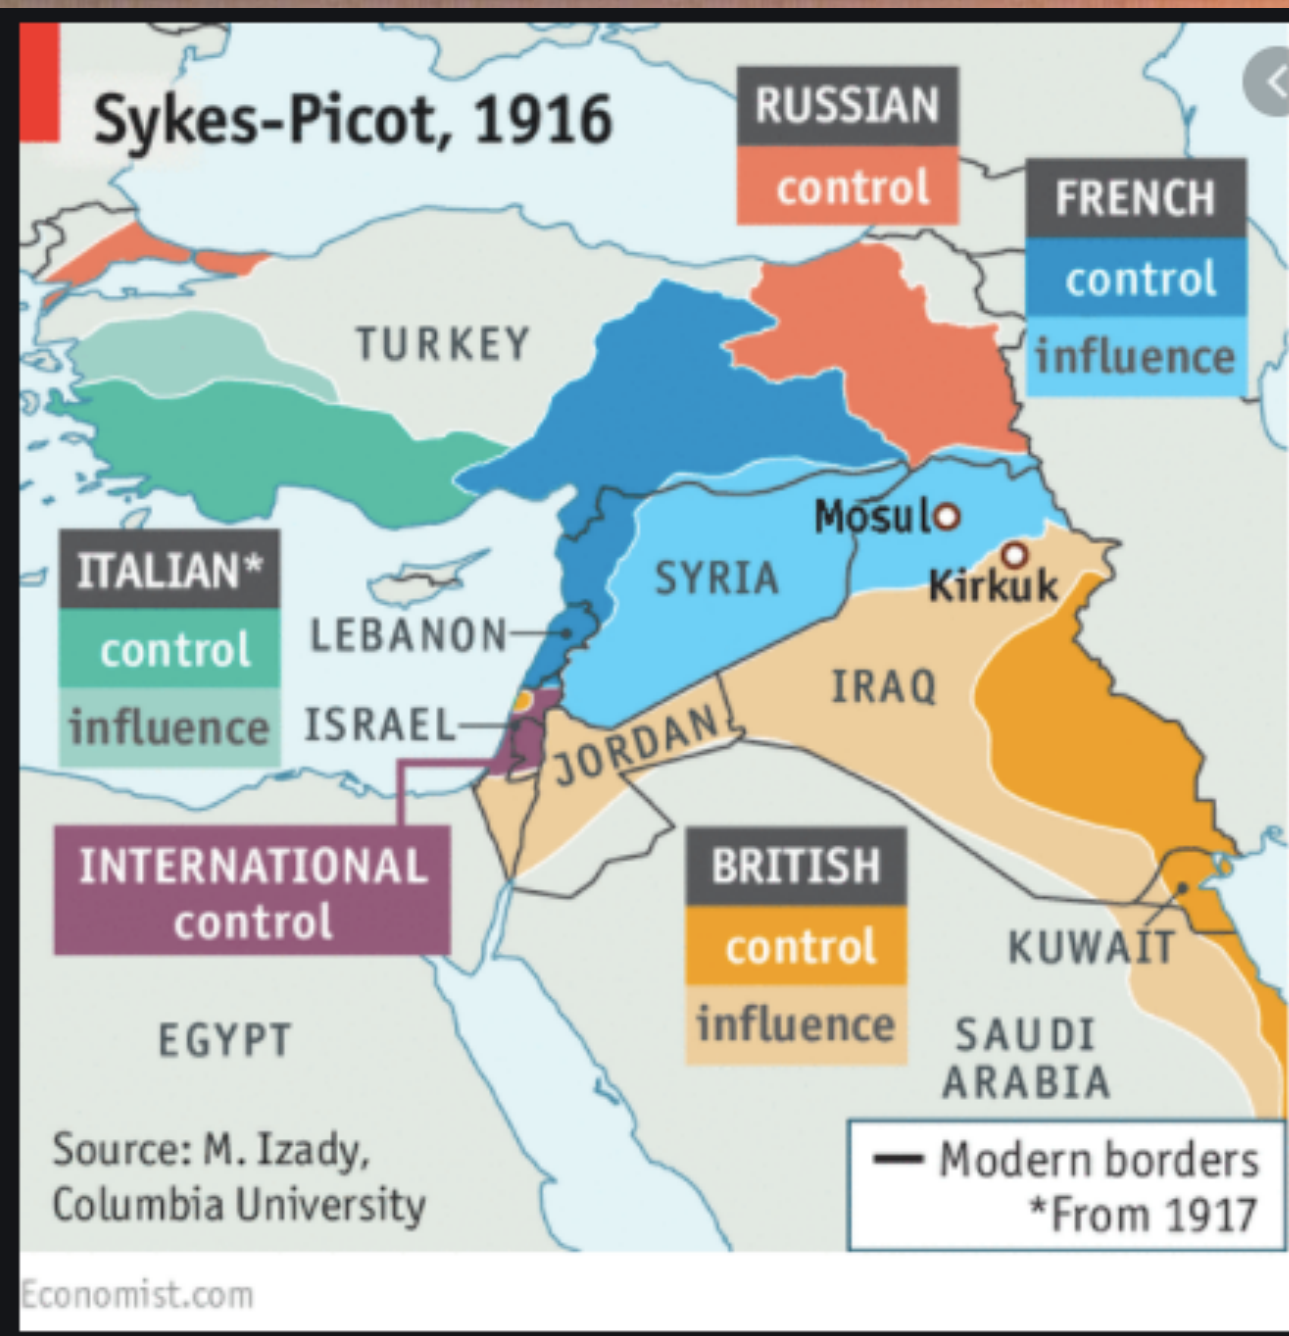 Sykes-Picot, 1916
RUSSIAN
control
FRENCH
control
influence
TURKEY
Mosul
SYRIA
Kirkuk
ITALIAN*
control
influence
LEBANON
ISRAEL
IRAQ
JORDAN
INTERNATIONAL
control
BRITISH
control
influence
KUWAIT
EGYPT
SAUDI
ARABIA
Source: M. Izady,
Columbia University
Modern borders
*From 1917
Economist.com